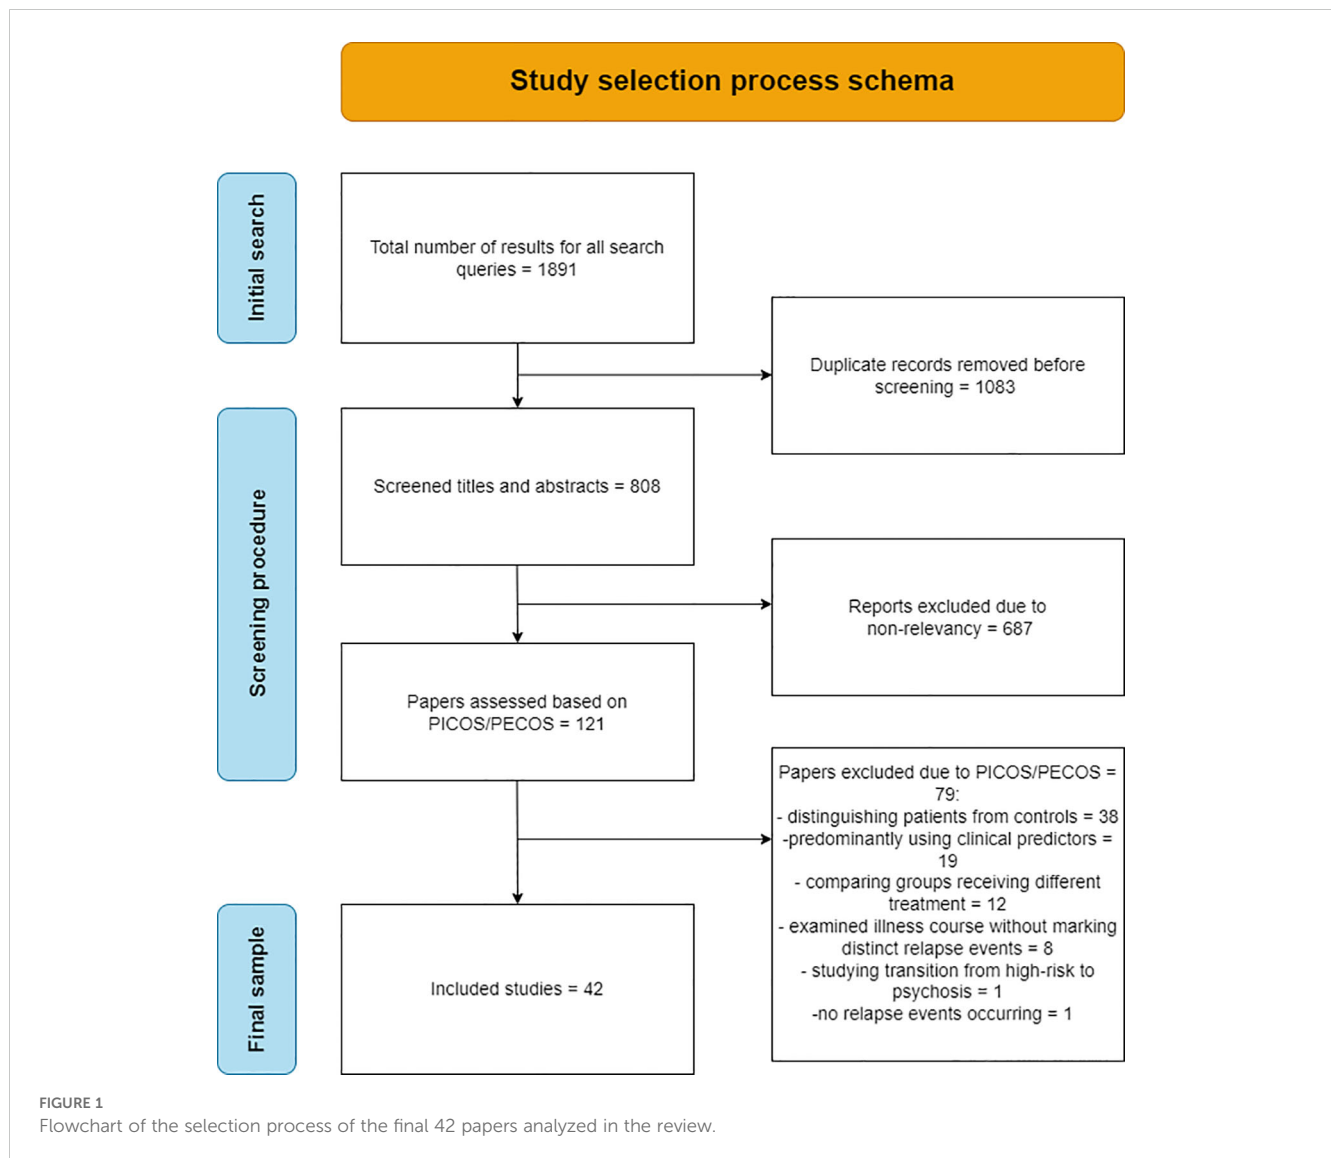 Study selection process schema
Initial search
Total number of results for all search
queries = 1891
Duplicate records removed before
screening = 1083
Screening procedure
Screened titles and abstracts = 808
Reports excluded due to
non-relevancy = 687
Papers assessed based on
PICOS/PECOS = 121
Papers excluded due to PICOS/PECOS =
79:
- distinguishing patients from controls = 38
-predominantly using clinical predictors =
19
- comparing groups receiving different
treatment = 12
- examined illness course without marking
distinct relapse events = 8
- studying transition from high-risk to
psychosis = 1
-no relapse events occurring = 1
Final sample
Included studies = 42
FIGURE 1
Flowchart of the selection process of the final 42 papers analyzed in the review.